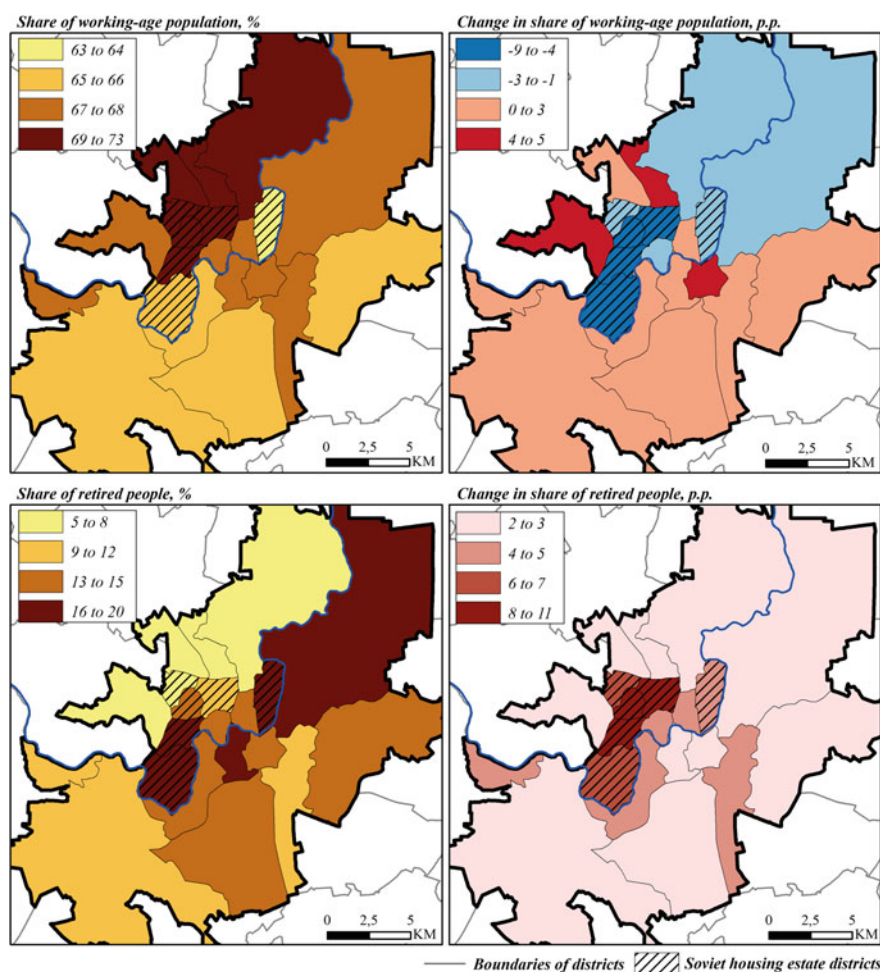 Share of working-age population, %
63 to 64
65 to 66
67 to 68
69 to 73
0 2,5 5
KM
Change in share of working-age population, p.p.
-9 to -4
-3 to -1
0 to 3
4 to 5
0 2,5 5
KM
Share of retired people, %
5 to 8
9 to 12
13 to 15
16 to 20
0 2,5 5
KM
Change in share of retired people, p.p.
2 to 3
4 to 5
6 to 7
8 to 11
0 2,5 5
KM
Boundaries of districts Soviet housing estate districts